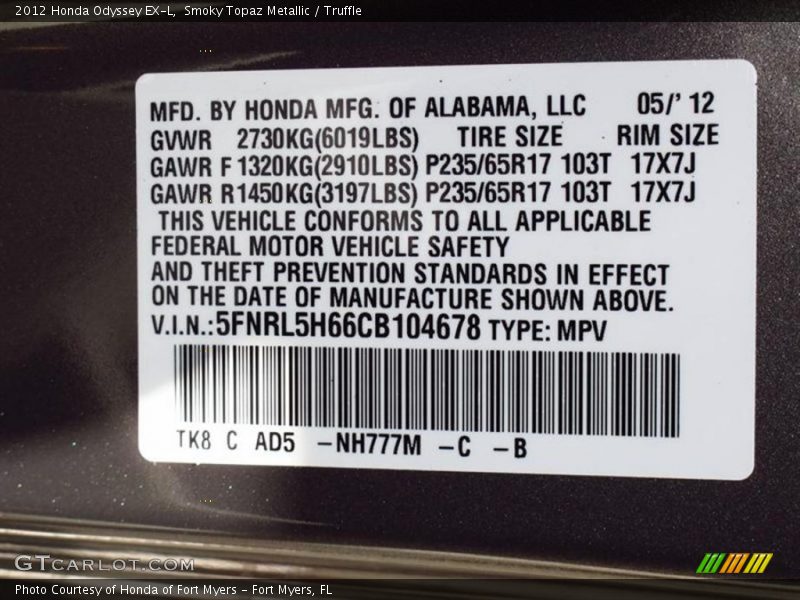 2012 Honda Odyssey EX-L, Smoky Topaz Metallic / Truffle
MFD. BY HONDA MFG. OF ALABAMA, LLC 05/' 12
GVWR 2730KG(6019LBS) TIRE SIZE RIM SIZE
GAWR F 1320KG(2910LBS) P235/65R17 103T 17X7J
GAWR R1450KG(3197LBS) P235/65R17 103T 17X7J
THIS VEHICLE CONFORMS TO ALL APPLICABLE
FEDERAL MOTOR VEHICLE SAFETY
AND THEFT PREVENTION STANDARDS IN EFFECT
ON THE DATE OF MANUFACTURE SHOWN ABOVE.
V.I.N.:5FNRL5H66CB104678 TYPE: MPV
TK8 C AD5 -NH777M -C -B
GTCARLOT.COM
Photo Courtesy of Honda of Fort Myers - Fort Myers, FL